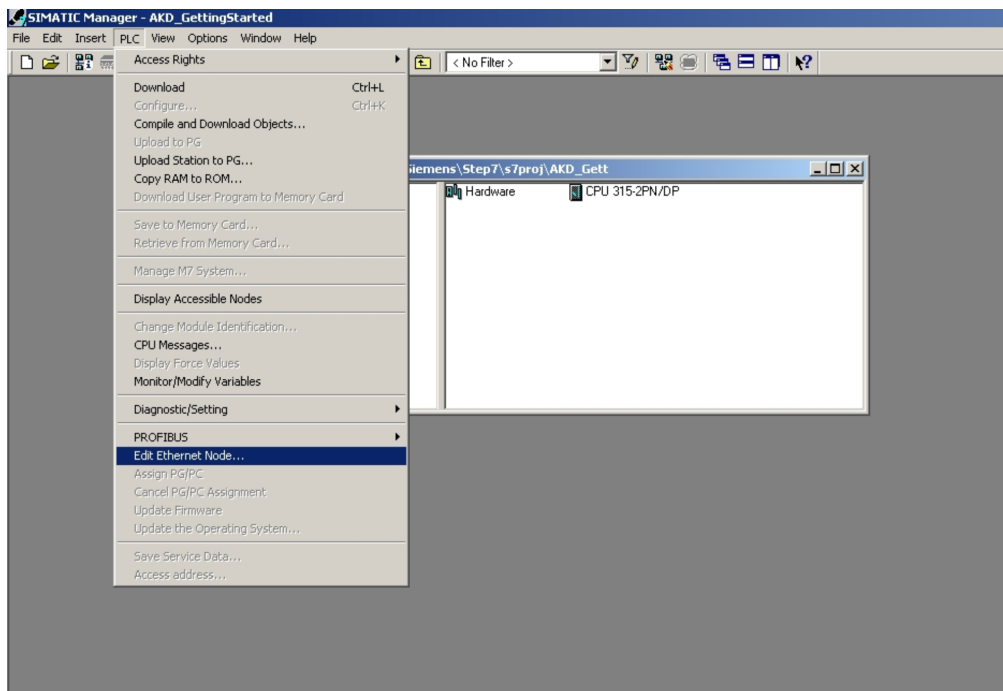 SIMATIC Manager - AKD_GettingStarted
File Edit Insert PLC View Options Window Help
< No Filter >
Access Rights
Download Ctrl+L
Configure... Ctrl+K
Compile and Download Objects...
Upload to PG
Upload Station to PG...
Copy RAM to ROM...
Download User Program to Memory Card
Save to Memory Card...
Retrieve from Memory Card...
Manage M7 System...
Display Accessible Nodes
Change Module Identification...
CPU Messages...
Display Force Values
Monitor/Modify Variables
Diagnostic/Setting
PROFIBUS
Edit Ethernet Node...
Assign PG/PC
Cancel PG/PC Assignment
Update Firmware
Update the Operating System...
Save Service Data...
Access address...
iemens\Step7\s7proj\AKD_Gett
Hardware CPU 315-2PN/DP